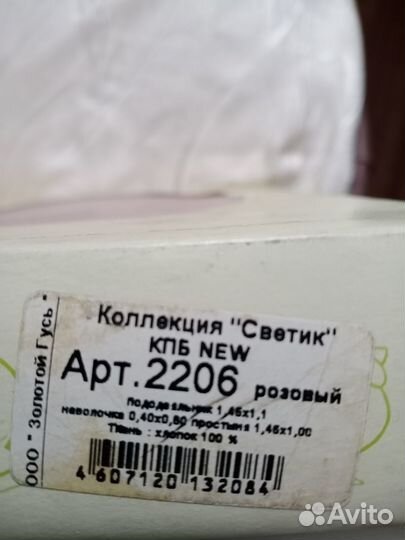 Коллекция "Светик"
КПБ NEW
Арт.2206 розовый
Пододеяльник 1,45х1,1
наволочка 0,40х0,60 простыня 1,45х1,00
Ткань : хлопок 100 %
4 607120 132084
ООО " Золотой Гусь "
Avito